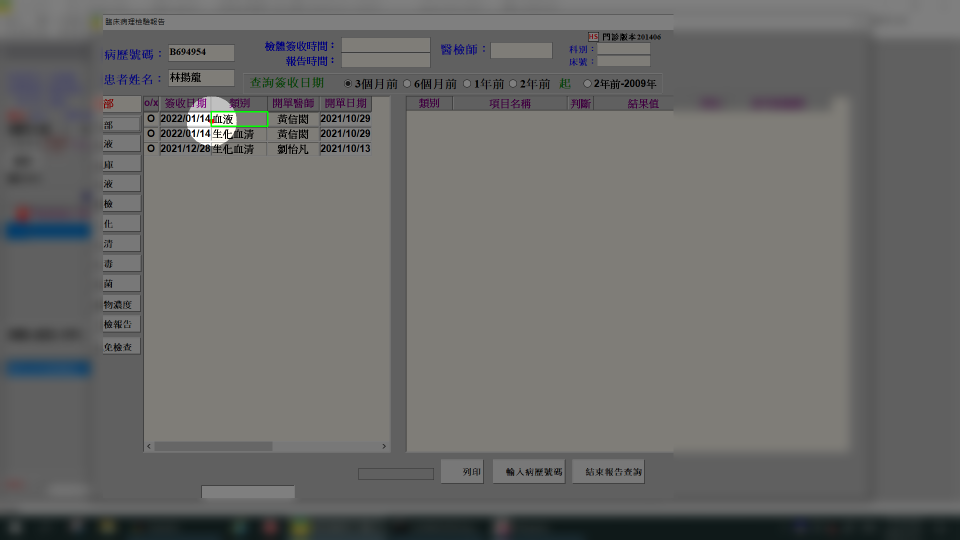 臨床病理檢驗報告
HS 門診版本201406
病歷號碼： B694954 檢體簽收時間： 醫檢師： 科別：
報告時間： 床號：
患者姓名： 林揚龍 查詢簽收日期 3個月前 6個月前 1年前 2年前 起 2年前-2009年
部 o/x 簽收日期 類別 開單醫師 開單日期 類別 項目名稱 判斷 結果值
部 O 2022/01/14 血液 黃信閎 2021/10/29
液 O 2022/01/14 生化血清 黃信閎 2021/10/29
庫 O 2021/12/28 生化血清 劉怡凡 2021/10/13
液
檢
化
清
毒
菌
物濃度
檢報告
免檢查
列印 輸入病歷號碼 結束報告查詢